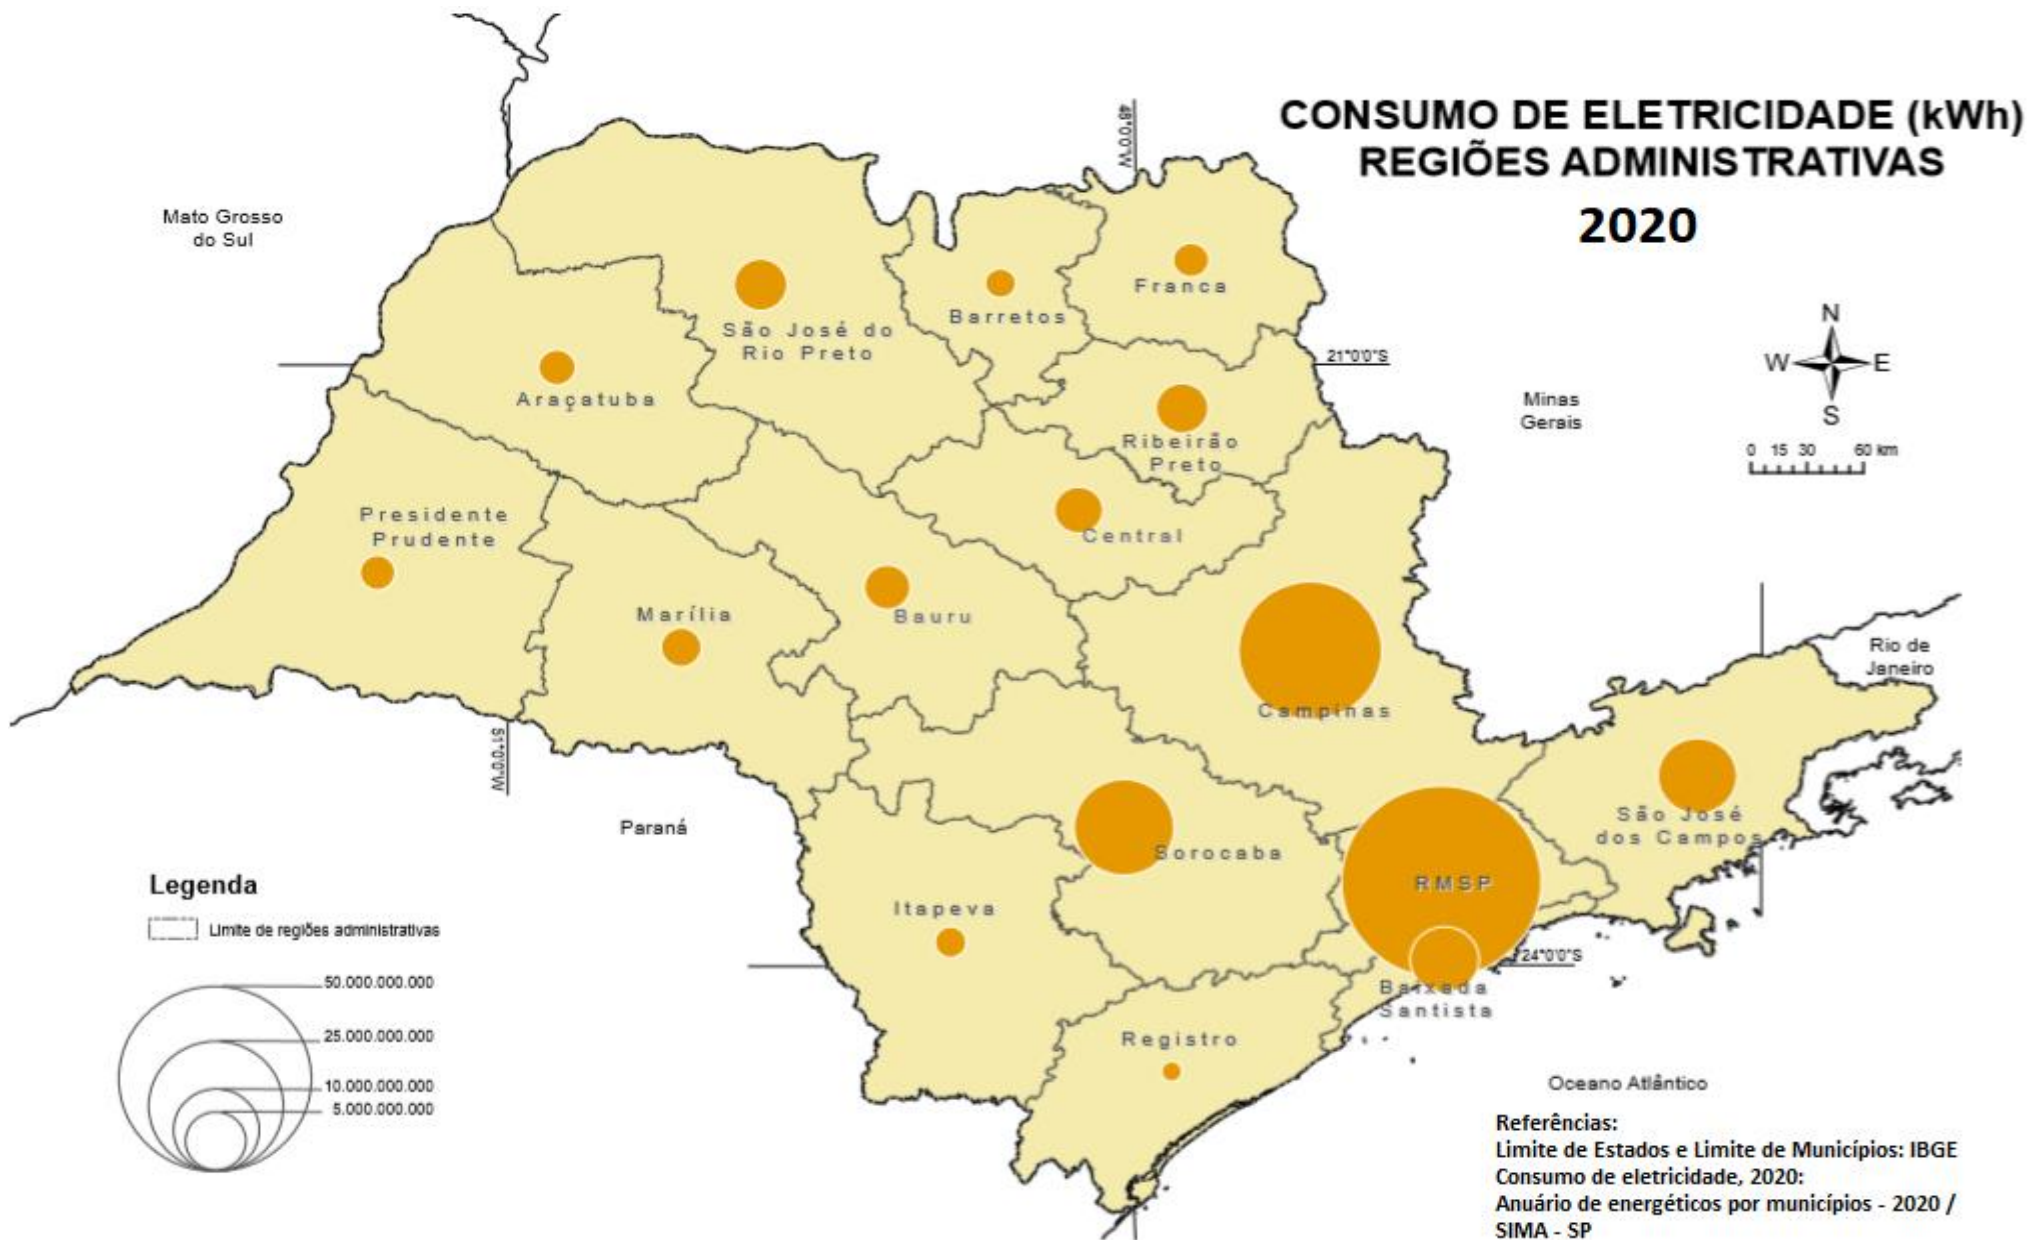 CONSUMO DE ELETRICIDADE (kWh)
REGIÕES ADMINISTRATIVAS
2020
48°0'0"W
Mato Grosso
do Sul
Franca
Barretos
São José do
Rio Preto
N
W E
S
21°0'0"S
Araçatuba
Minas
Gerais
Ribeirão
Preto
0 15 30 60 km
Presidente
Prudente
Central
Marília
Bauru
Rio de
Janeiro
Campinas
51°0'0"W
Paraná
São José
dos Campos
Sorocaba
RMSP
Legenda
Limite de regiões administrativas
Itapeva
24°0'0"S
Baixada
Santista
50.000.000.000
25.000.000.000
10.000.000.000
5.000.000.000
Registro
Oceano Atlântico
Referências:
Limite de Estados e Limite de Municípios: IBGE
Consumo de eletricidade, 2020:
Anuário de energéticos por municípios - 2020 /
SIMA - SP